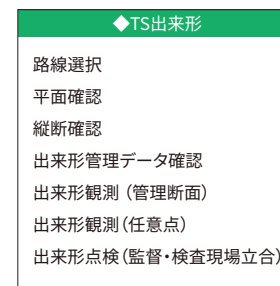 ◆TS出来形
路線選択
平面確認
縦断確認
出来形管理データ確認
出来形観測（管理断面）
出来形観測（任意点）
出来形点検（監督・検査現場立合）